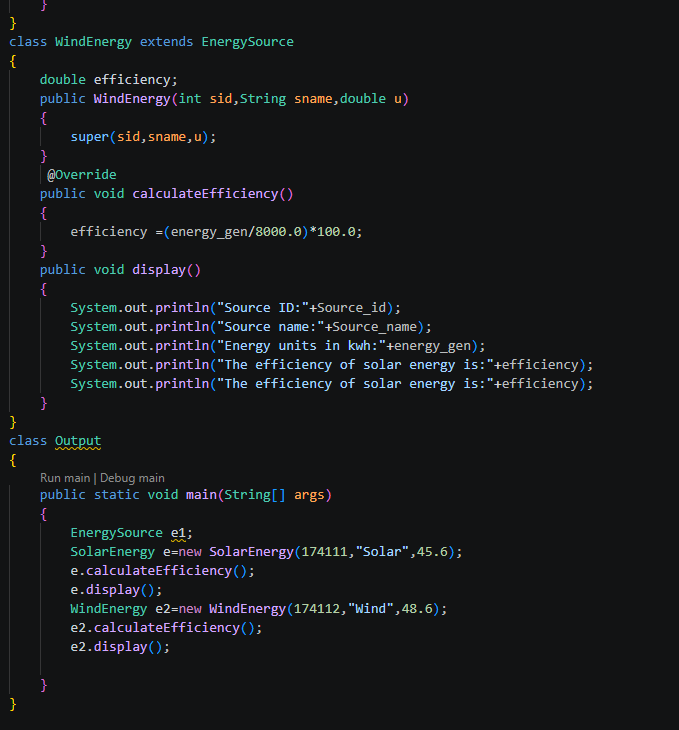 }
}
class WindEnergy extends EnergySource
{
    double efficiency;
    public WindEnergy(int sid,String sname,double u)
    {
        super(sid,sname,u);
    }
     @Override
    public void calculateEfficiency()
    {
        efficiency =(energy_gen/8000.0)*100.0;
    }
    public void display()
    {
        System.out.println("Source ID:"+Source_id);
        System.out.println("Source name:"+Source_name);
        System.out.println("Energy units in kwh:"+energy_gen);
        System.out.println("The efficiency of solar energy is:"+efficiency);
        System.out.println("The efficiency of solar energy is:"+efficiency);
    }
}
class Output
{
    Run main | Debug main
    public static void main(String[] args)
    {
        EnergySource e1;
        SolarEnergy e=new SolarEnergy(174111,"Solar",45.6);
        e.calculateEfficiency();
        e.display();
        WindEnergy e2=new WindEnergy(174112,"Wind",48.6);
        e2.calculateEfficiency();
        e2.display();

    }
}